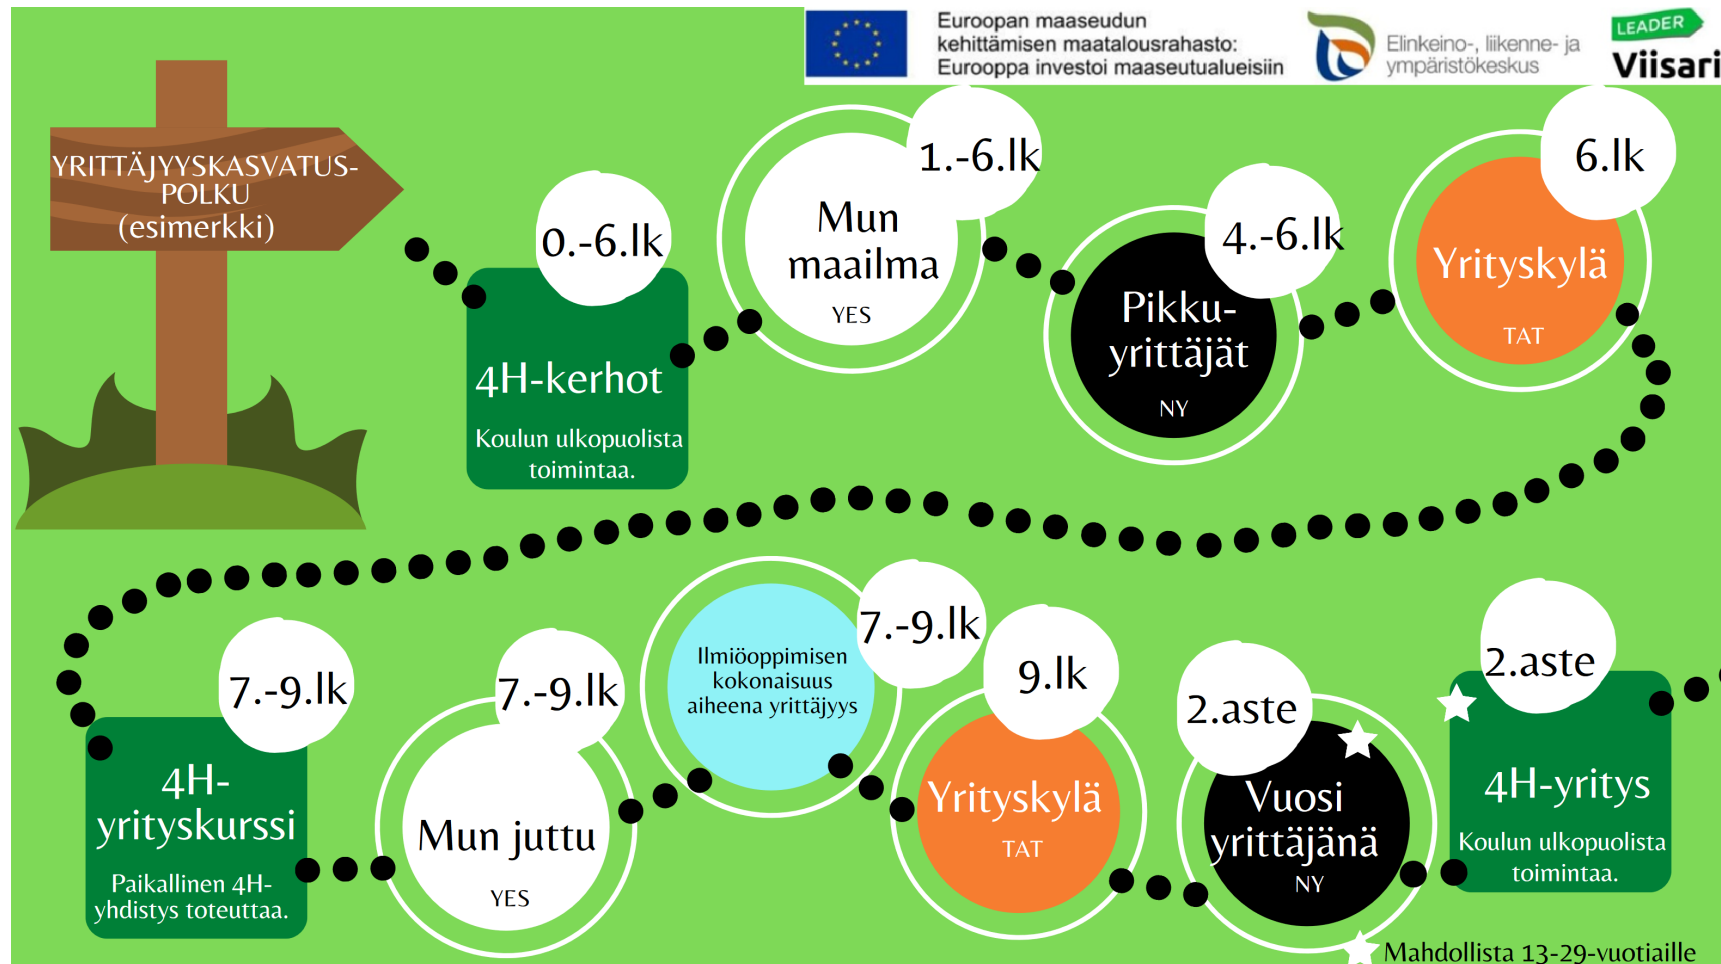 Euroopan maaseudun
kehittämisen maatalousrahasto:
Eurooppa investoi maaseutualueisiin
Elinkeino-, liikenne- ja
ympäristökeskus
LEADER
Viisari
YRITTÄJYYSKASVATUS-
POLKU
(esimerkki)
0.-6.lk
4H-kerhot
Koulun ulkopuolista
toimintaa.
1.-6.lk
Mun
maailma
YES
4.-6.lk
Pikku-
yrittäjät
NY
6.lk
Yrityskylä
TAT
7.-9.lk
4H-
yrityskurssi
Paikallinen 4H-
yhdistys toteuttaa.
7.-9.lk
Mun juttu
YES
7.-9.lk
Ilmiöoppimisen
kokonaisuus
aiheena yrittäjyys
9.lk
Yrityskylä
TAT
2.aste
Vuosi
yrittäjänä
NY
2.aste
4H-yritys
Koulun ulkopuolista
toimintaa.
Mahdollista 13-29-vuotiaille